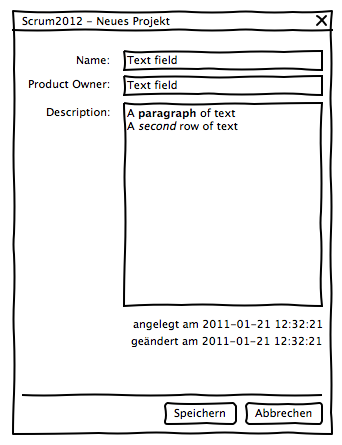 Scrum2012 - Neues Projekt
Name: Text field
Product Owner: Text field
Description: A paragraph of text
A second row of text
angelegt am 2011-01-21 12:32:21
geändert am 2011-01-21 12:32:21
Speichern Abbrechen